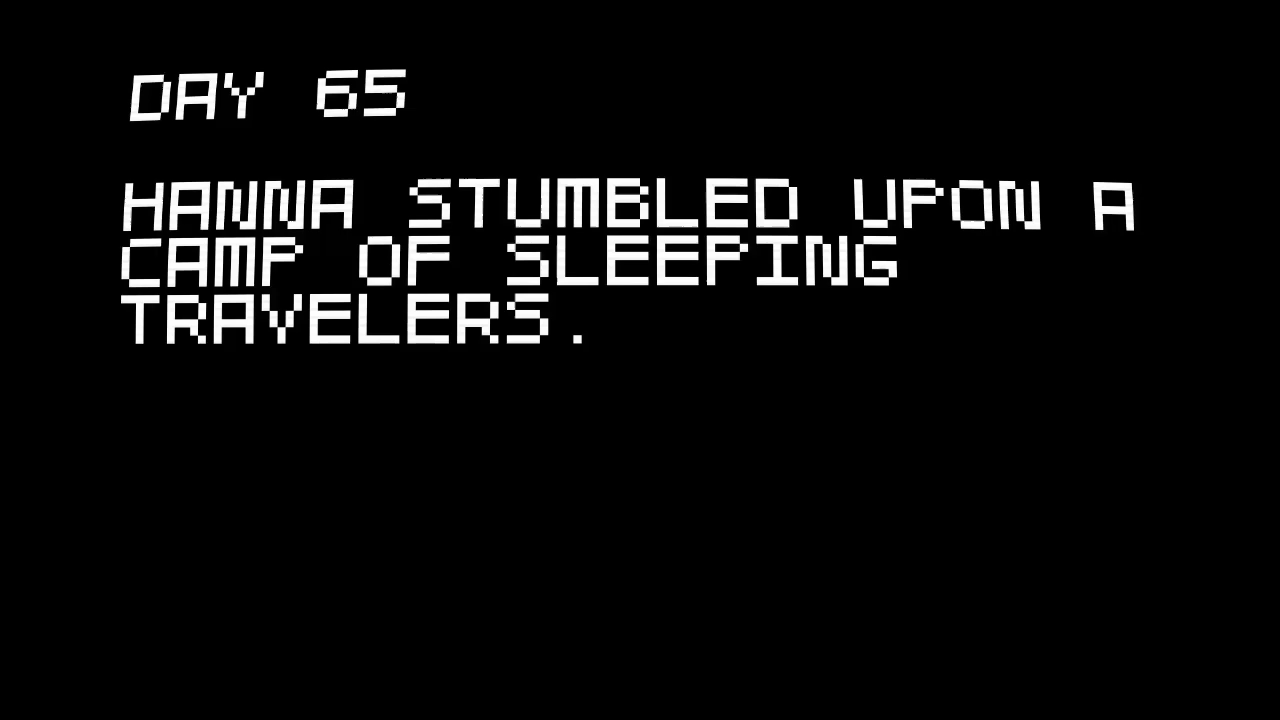 DAY 65
HANNA STUMBLED UPON A
CAMP OF SLEEPING
TRAVELERS.